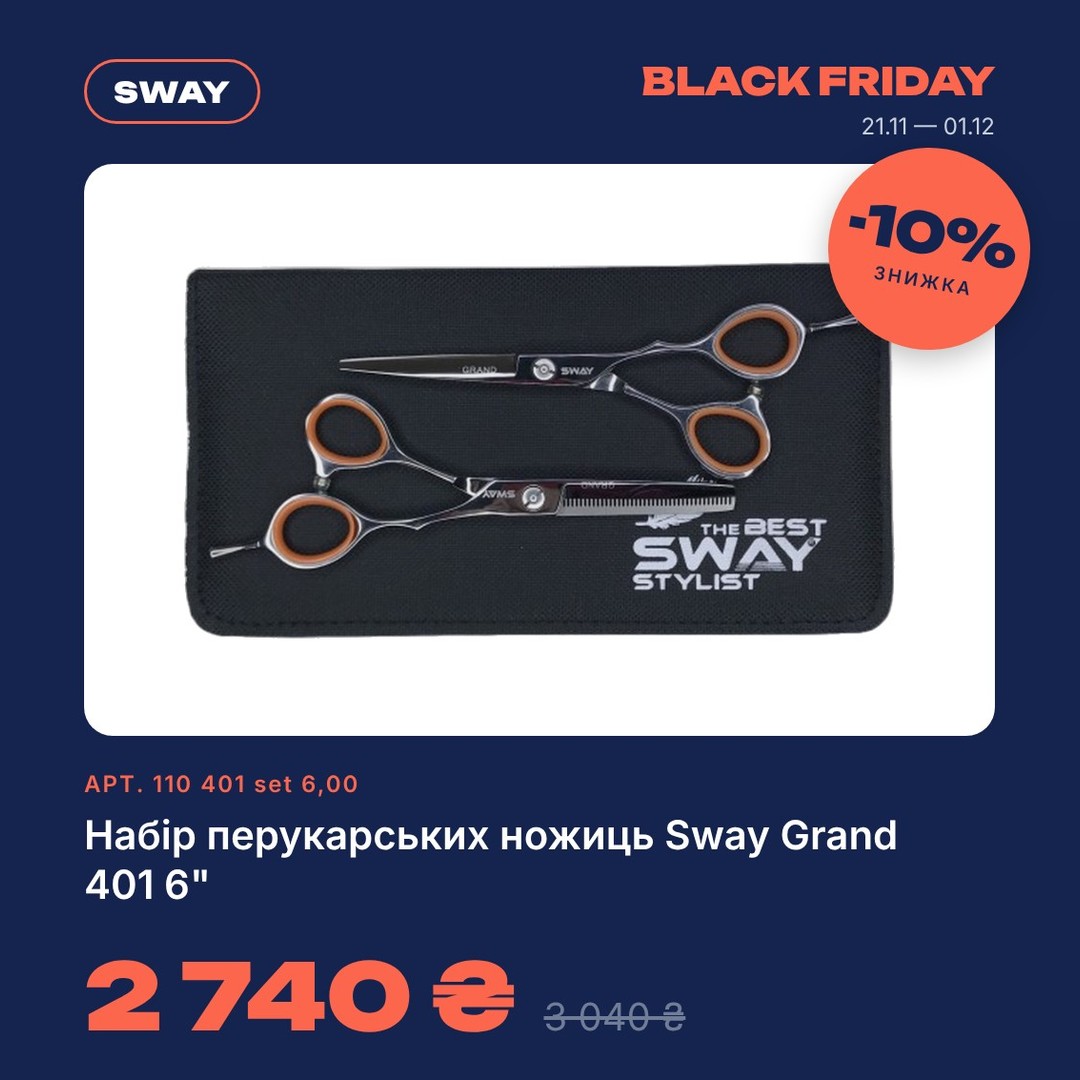 SWAY
BLACK FRIDAY
21.11 — 01.12
-10%
ЗНИЖКА
GRAND
SWAY
SWAY
GRAND
THE BEST
SWAY
STYLIST
АРТ. 110 401 set 6,00
Набір перукарських ножиць Sway Grand
401 6"
2 740 ₴
3 040 ₴